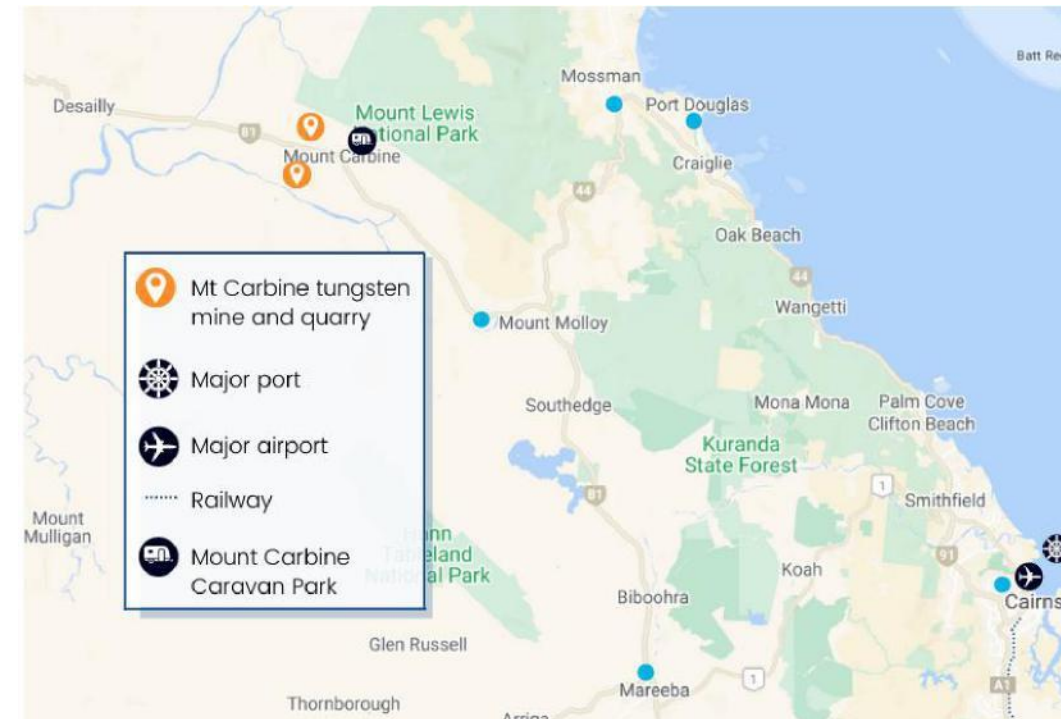 Batt Re
Mossman
Desailly
Port Douglas
Mount Lewis
National Park
81
Mount Carbine
Craiglie
44
Oak Beach
44
Wangetti
Mt Carbine tungsten
mine and quarry
Mount Molloy
Major port
Southedge
Mona Mona
Palm Cove
Clifton Beach
Major airport
Kuranda
State Forest
1
81
Railway
Smithfield
Mount
Mulligan
Tableland
National Park
91
Mount Carbine
Caravan Park
Koah
Biboohra
Cairns
Glen Russell
Mareeba
1
A1
Thornborough
Arriga